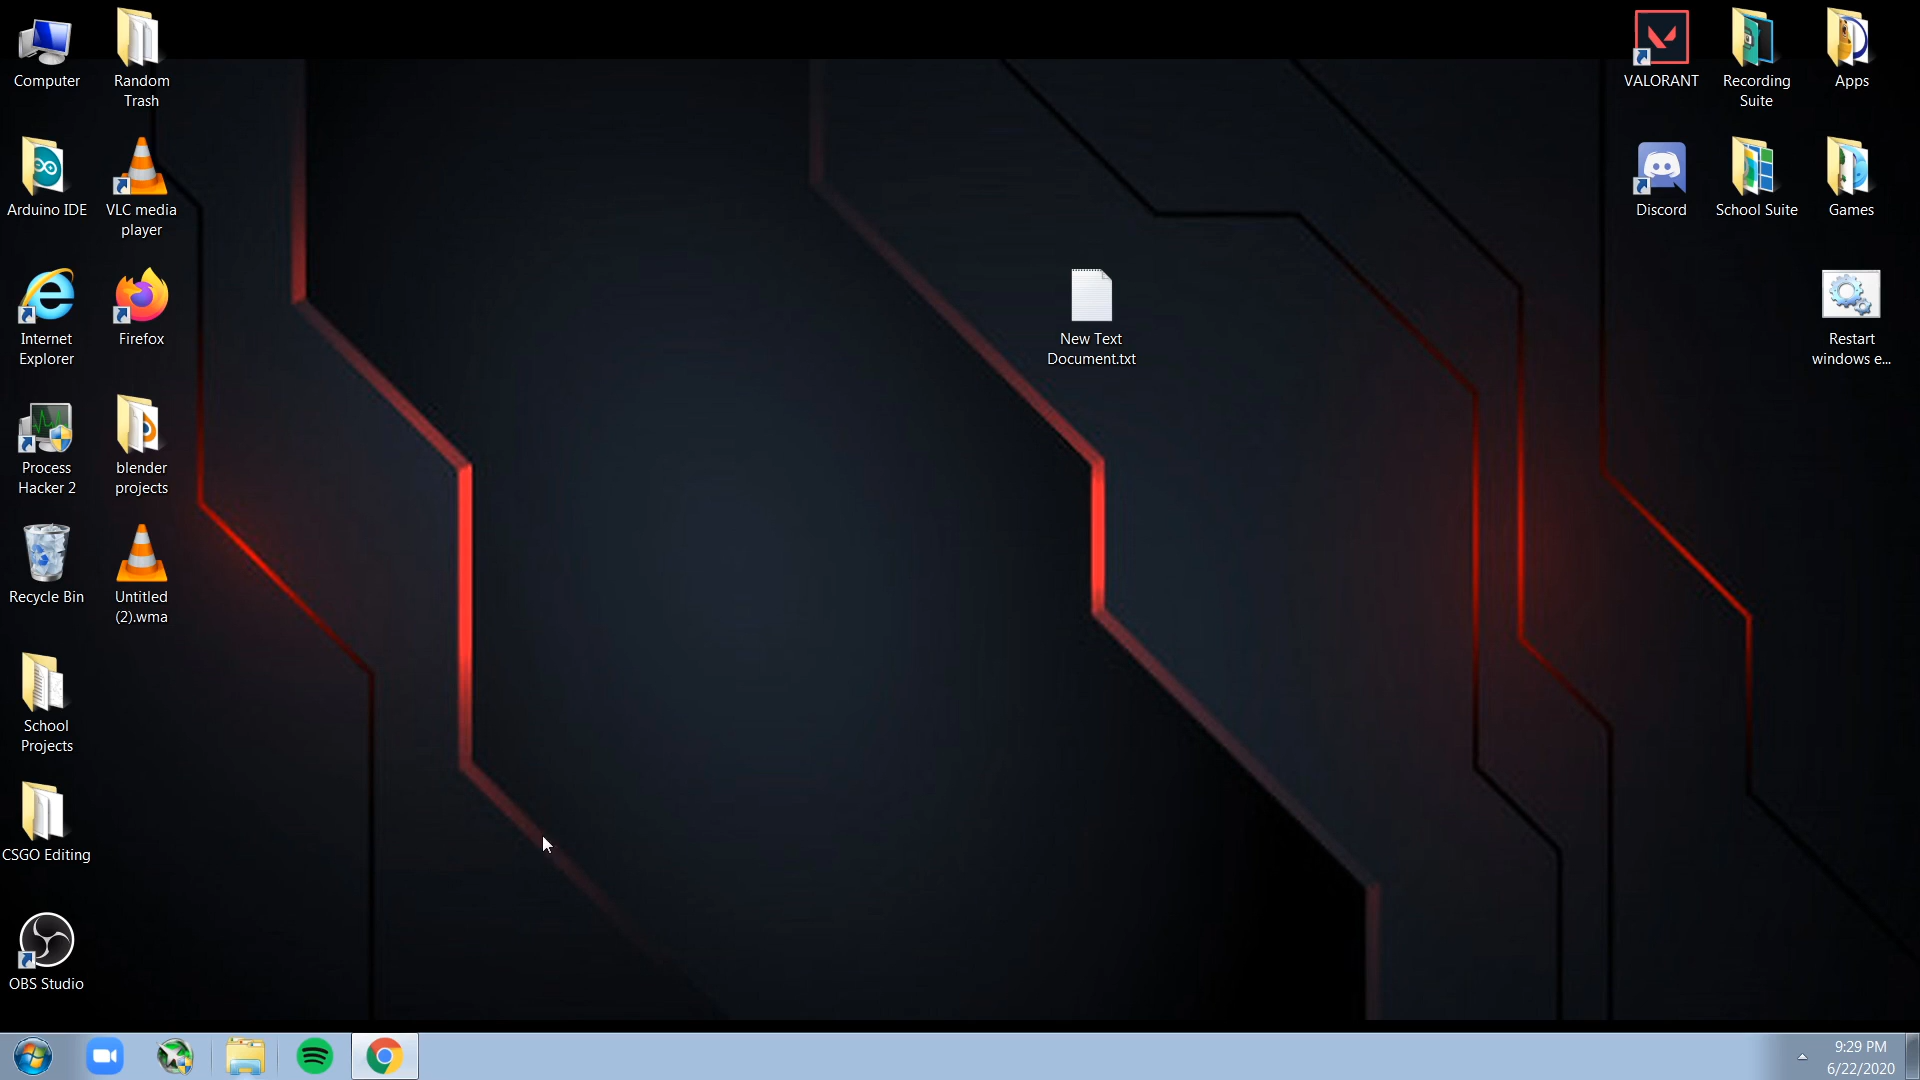 Computer
Random
Trash
VALORANT
Recording
Suite
Apps
Arduino IDE
VLC media
player
Discord
School Suite
Games
Internet
Explorer
Firefox
New Text
Document.txt
Restart
windows e...
Process
Hacker 2
blender
projects
Recycle Bin
Untitled
(2).wma
School
Projects
CSGO Editing
OBS Studio
9:29 PM
6/22/2020